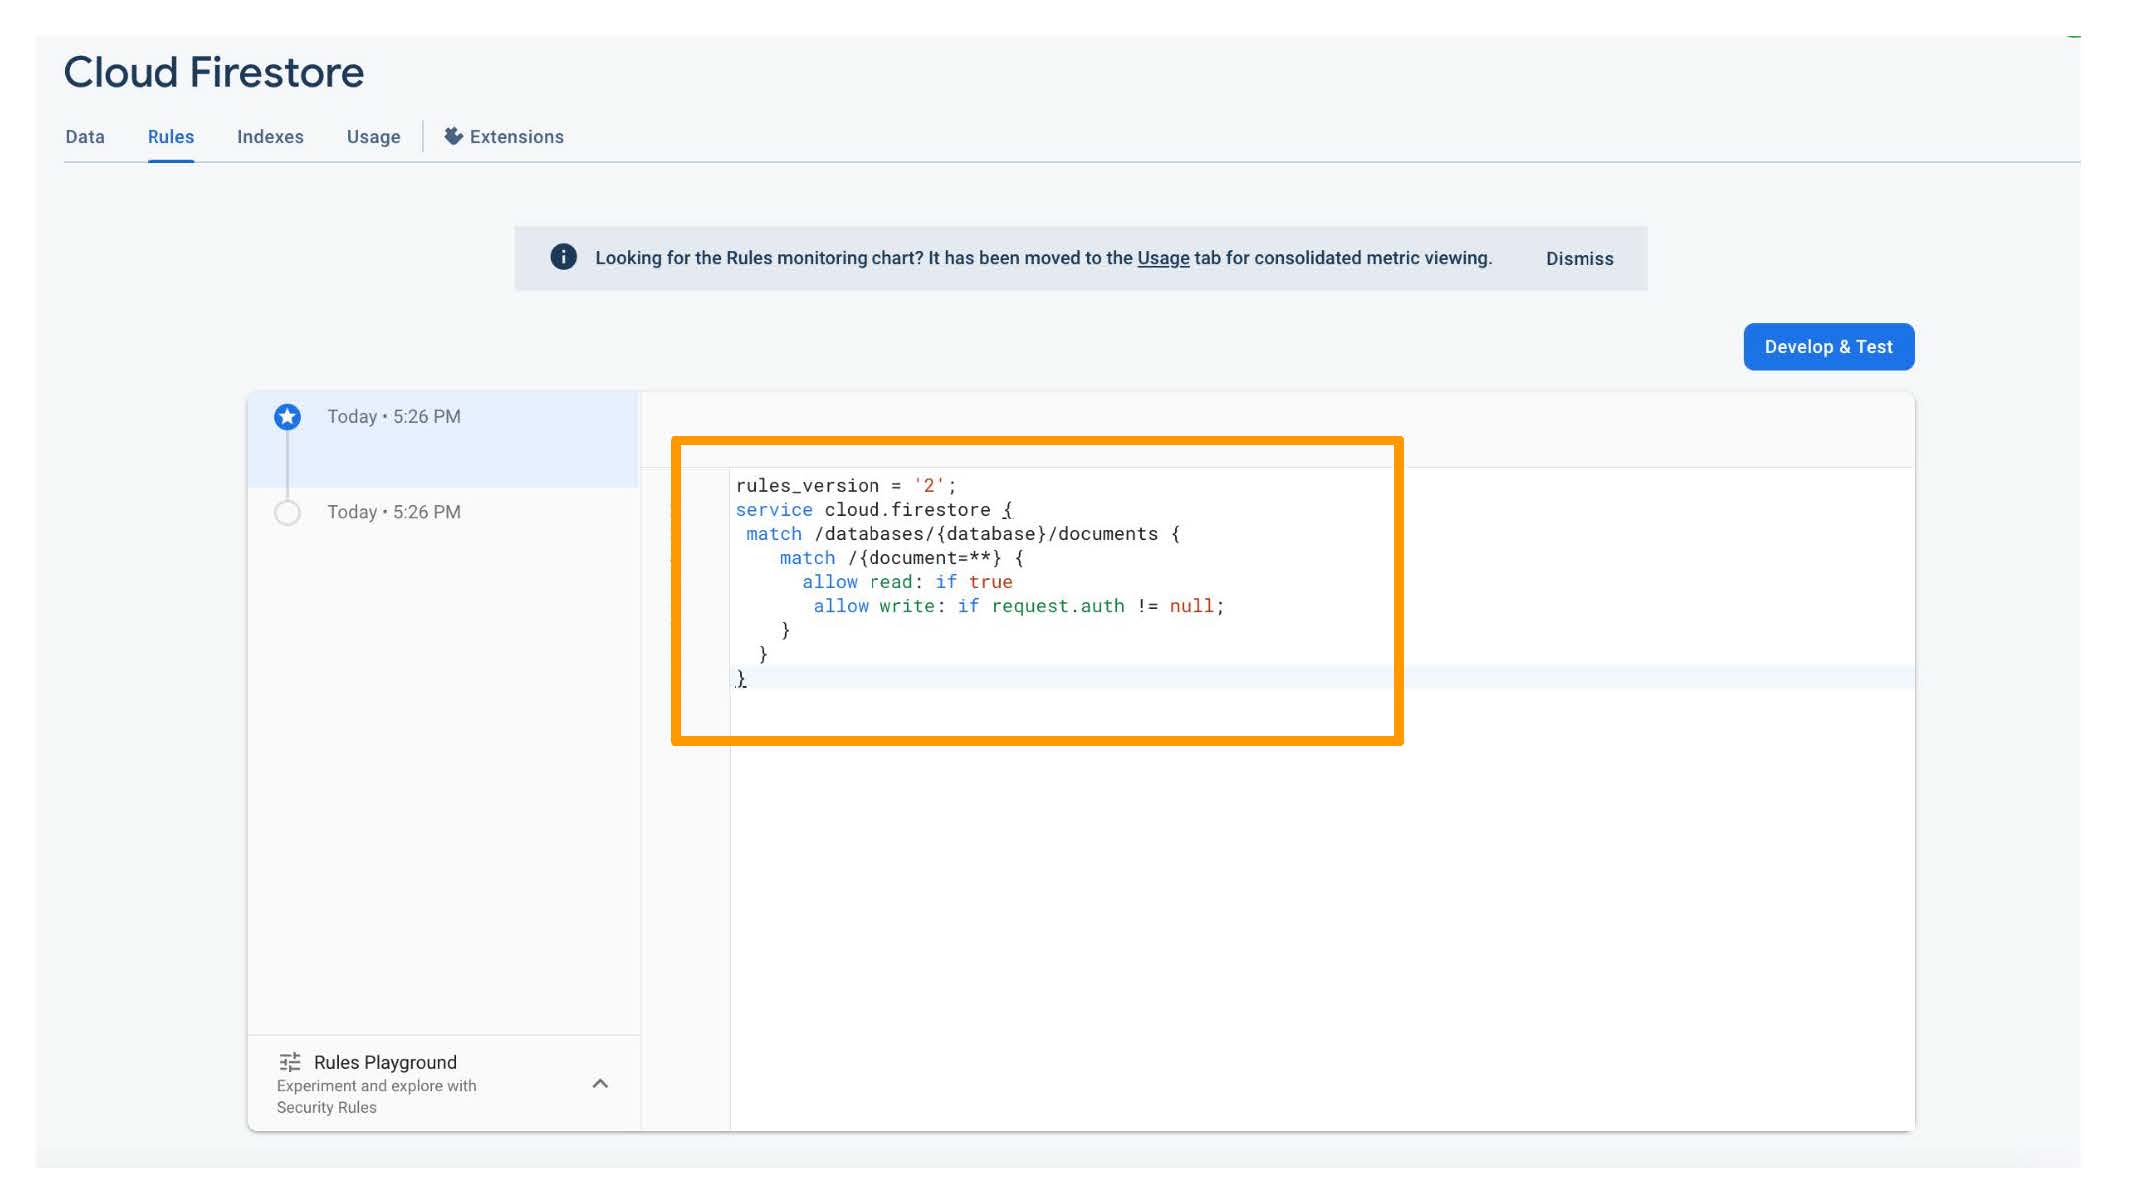 Cloud Firestore
Data Rules Indexes Usage Extensions
Looking for the Rules monitoring chart? It has been moved to the Usage tab for consolidated metric viewing. Dismiss
Develop & Test
Today • 5:26 PM
Today • 5:26 PM
rules_version = '2';
service cloud.firestore {
 match /databases/{database}/documents {
    match /{document=**} {
      allow read: if true
       allow write: if request.auth != null;
    }
  }
}
Rules Playground
Experiment and explore with
Security Rules